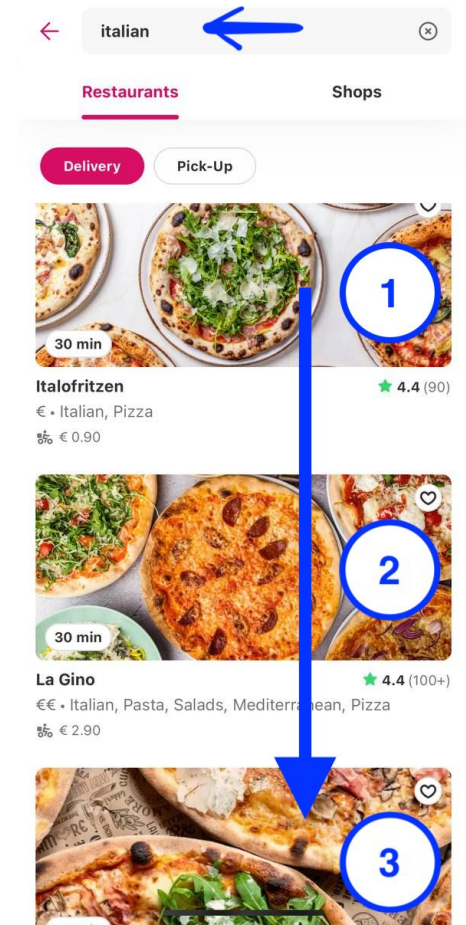 italian
Restaurants Shops
Delivery Pick-Up
1
30 min
Italofritzen 4.4 (90)
€ • Italian, Pizza
€ 0.90
2
30 min
La Gino 4.4 (100+)
€€ • Italian, Pasta, Salads, Mediterranean, Pizza
€ 2.90
3